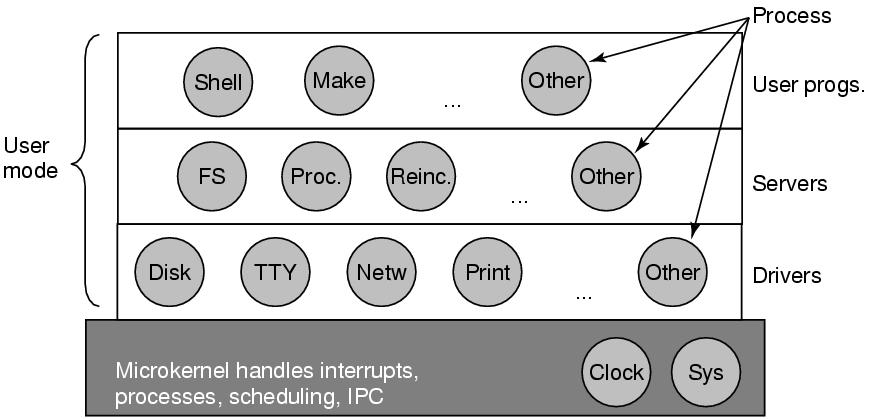 Process
Shell
Make
...
Other
User progs.
User
mode
FS
Proc.
Reinc.
...
Other
Servers
Disk
TTY
Netw
Print
...
Other
Drivers
Microkernel handles interrupts,
processes, scheduling, IPC
Clock
Sys